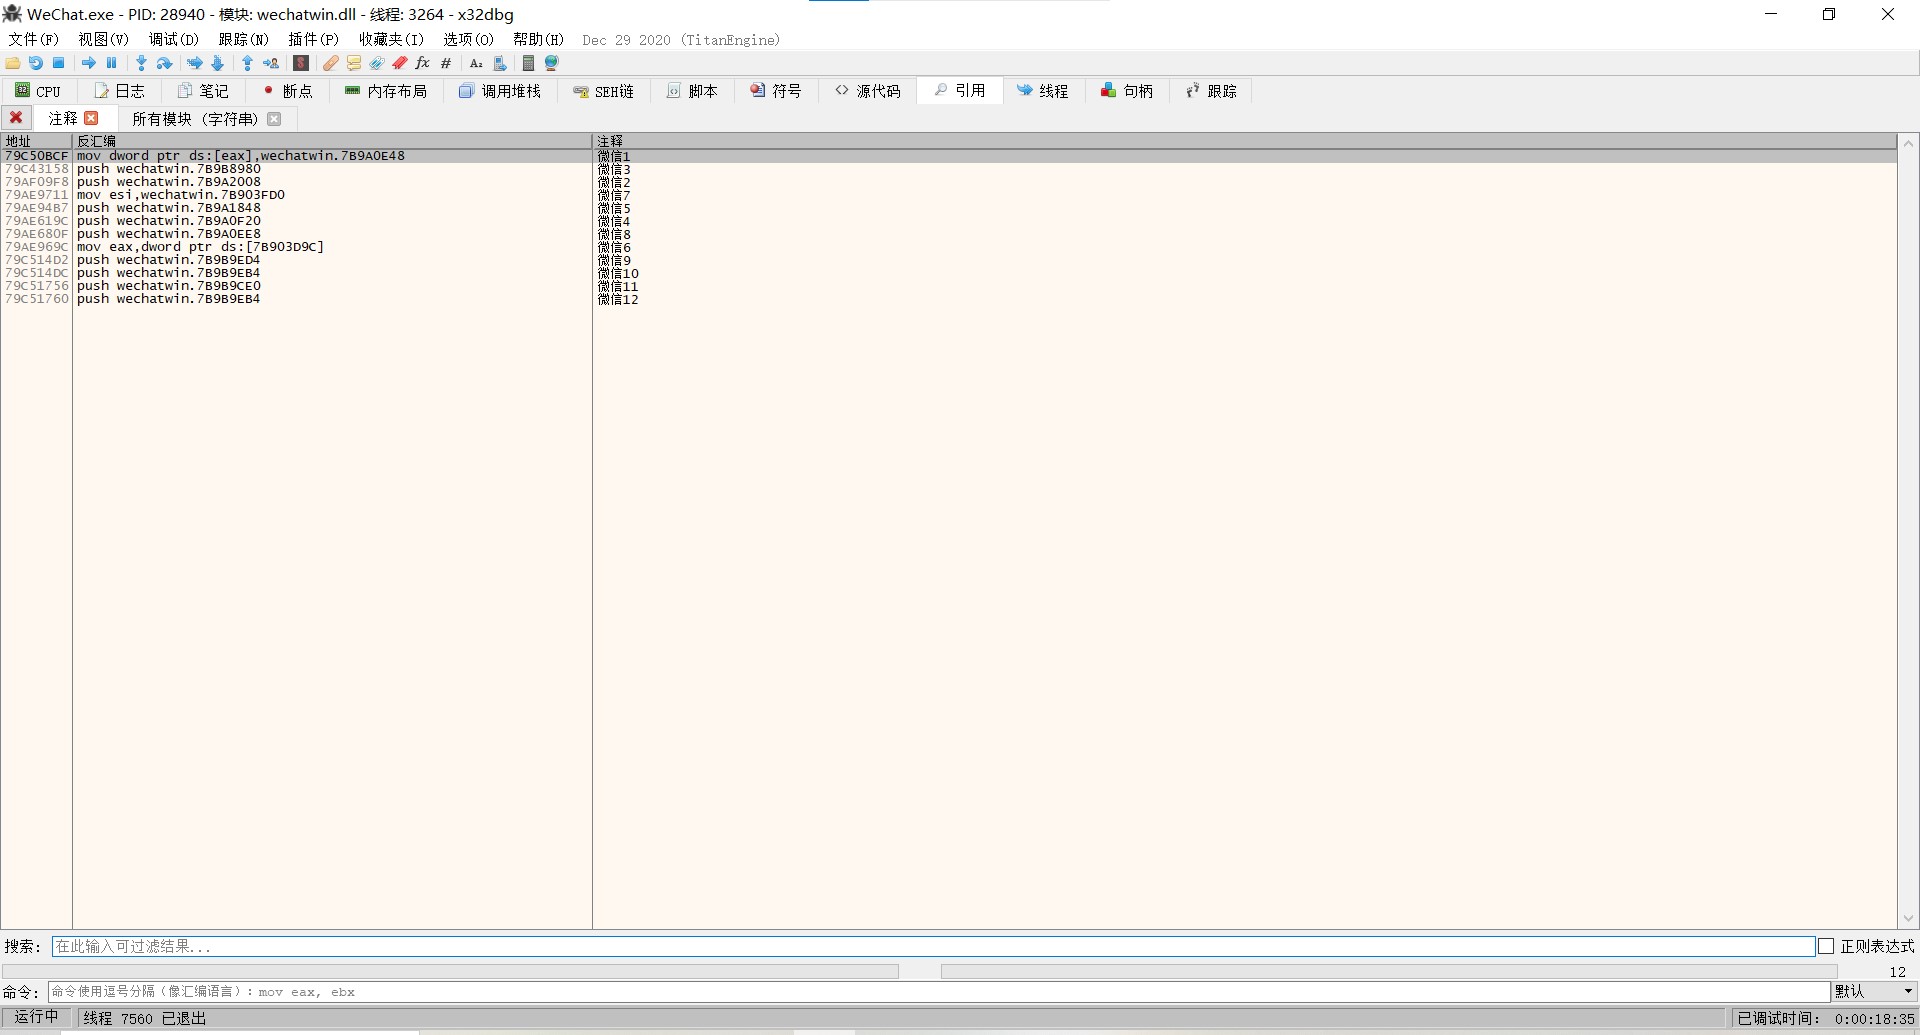 WeChat.exe - PID: 28940 - 模块: wechatwin.dll - 线程: 3264 - x32dbg
文件(F) 视图(V) 调试(D) 跟踪(N) 插件(P) 收藏夹(I) 选项(O) 帮助(H) Dec 29 2020 (TitanEngine)
CPU 日志 笔记 断点 内存布局 调用堆栈 SEH链 脚本 符号 源代码 引用 线程 句柄 跟踪
注释 所有模块 (字符串)
地址 反汇编 注释
79C50BCF mov dword ptr ds:[eax],wechatwin.7B9A0E48 微信1
79C43158 push wechatwin.7B9B8980 微信3
79AF09F8 push wechatwin.7B9A2008 微信2
79AE9711 mov esi,wechatwin.7B903FD0 微信7
79AE94B7 push wechatwin.7B9A1848 微信5
79AE619C push wechatwin.7B9A0F20 微信4
79AE680F push wechatwin.7B9A0EE8 微信8
79AE969C mov eax,dword ptr ds:[7B903D9C] 微信6
79C514D2 push wechatwin.7B9B9ED4 微信9
79C514DC push wechatwin.7B9B9EB4 微信10
79C51756 push wechatwin.7B9B9CE0 微信11
79C51760 push wechatwin.7B9B9EB4 微信12
搜索: 在此输入可过滤结果... 正则表达式
12
命令: 命令使用逗号分隔(像汇编语言): mov eax, ebx 默认
运行中 线程 7560 已退出 已调试时间: 0:00:18:35